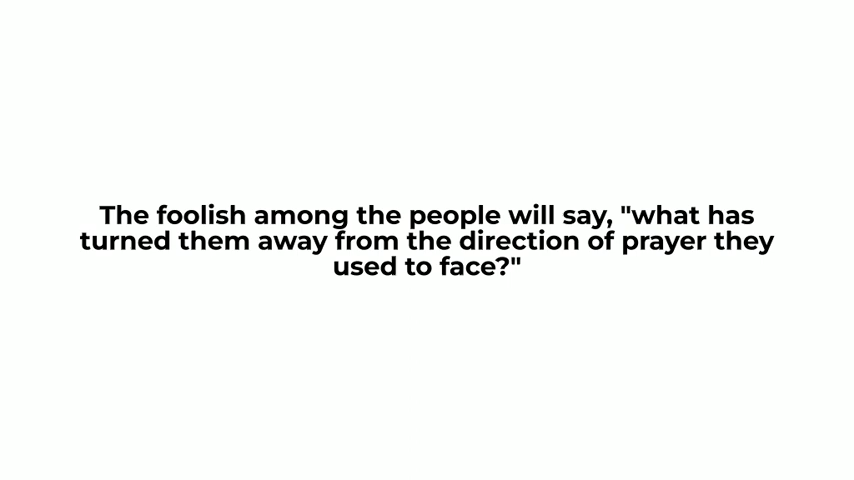 The foolish among the people will say, "what has
turned them away from the direction of prayer they
used to face?"